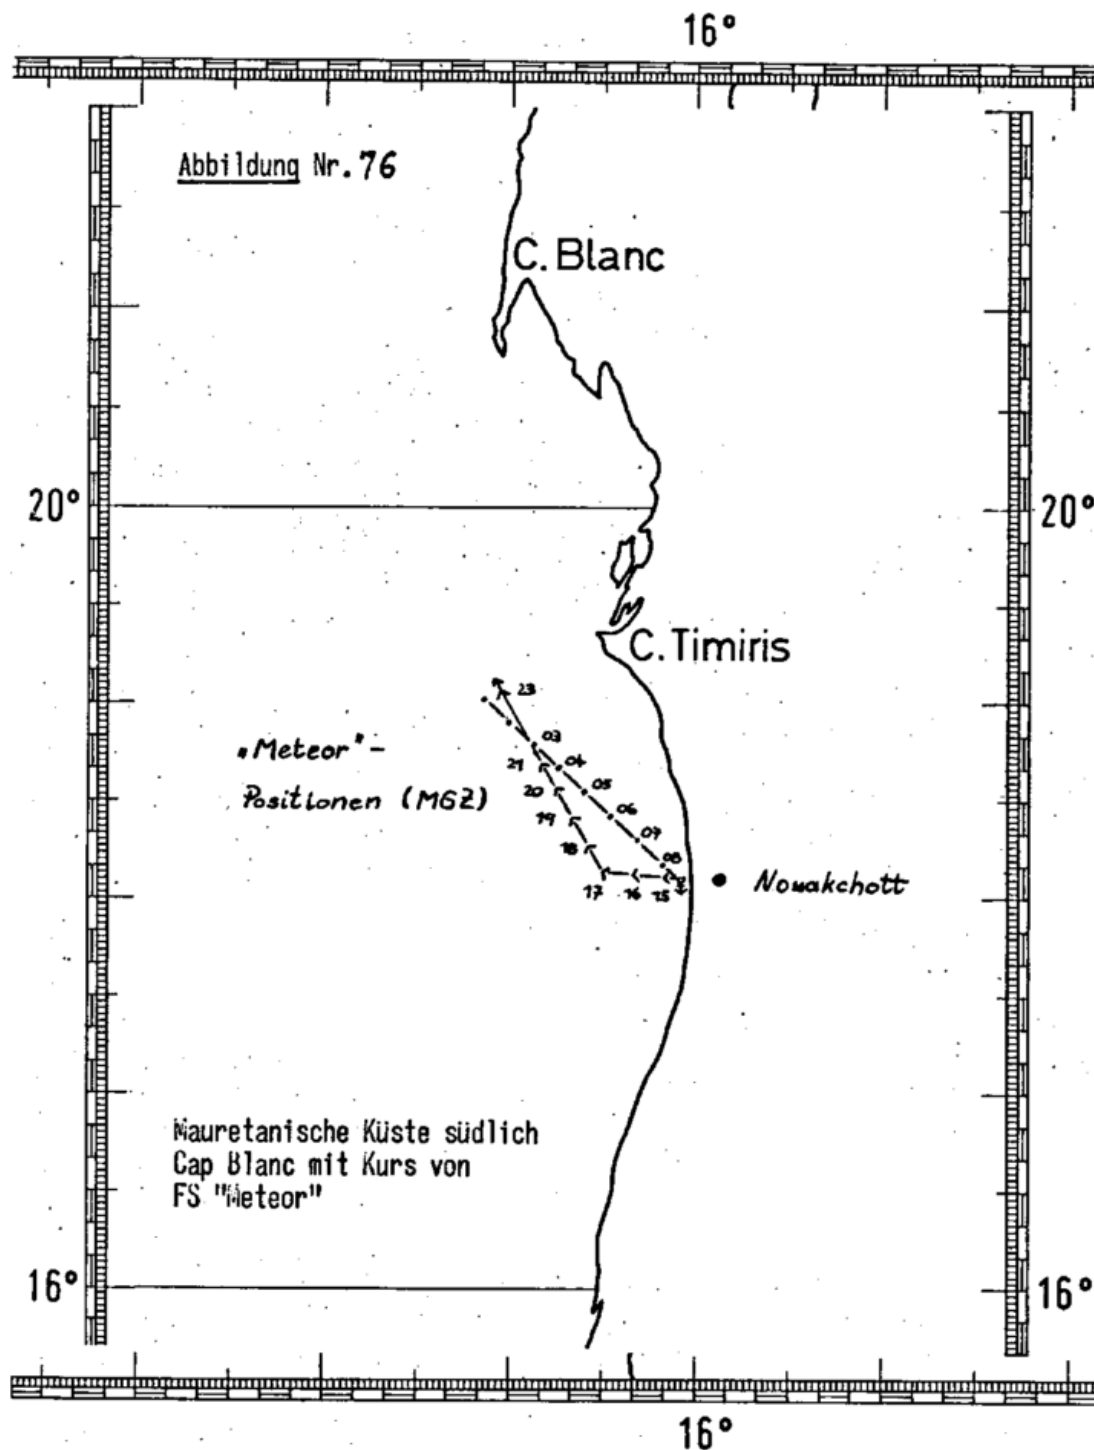 16°
Abbildung Nr. 76
C. Blanc
20°
20°
C. Timiris
23
"Meteor" -
Positionen (MGZ)
03
04
21
05
20
06
19
07
18
08
17
16
15
Nouakchott
Mauretanische Küste südlich
Cap Blanc mit Kurs von
FS "Meteor"
16°
16°
16°